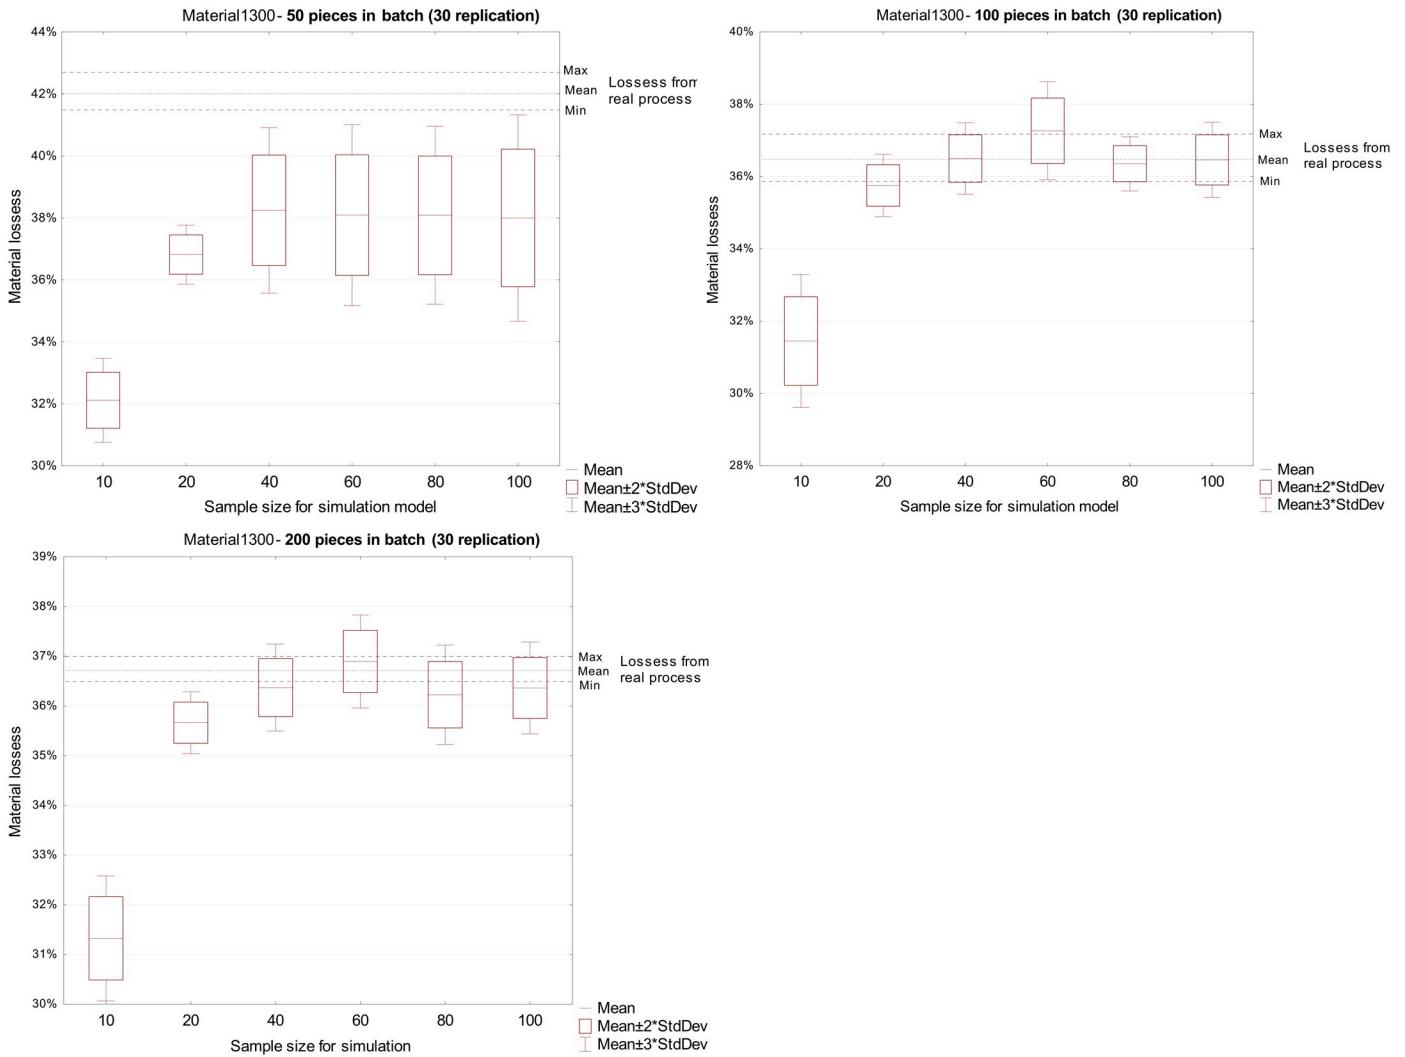 Material1300- 50 pieces in batch (30 replication)
44%
42%
40%
38%
36%
34%
32%
30%
Material lossess
Max
Mean
Min
Lossess from
real process
10 20 40 60 80 100
Sample size for simulation model
Mean
Mean±2*StdDev
Mean±3*StdDev
Material1300- 100 pieces in batch (30 replication)
40%
38%
36%
34%
32%
30%
28%
Material lossess
Max
Mean
Min
Lossess from
real process
10 20 40 60 80 100
Sample size for simulation model
Mean
Mean±2*StdDev
Mean±3*StdDev
Material1300- 200 pieces in batch (30 replication)
39%
38%
37%
36%
35%
34%
33%
32%
31%
30%
Material lossess
Max
Mean
Min
Lossess from
real process
10 20 40 60 80 100
Sample size for simulation
Mean
Mean±2*StdDev
Mean±3*StdDev